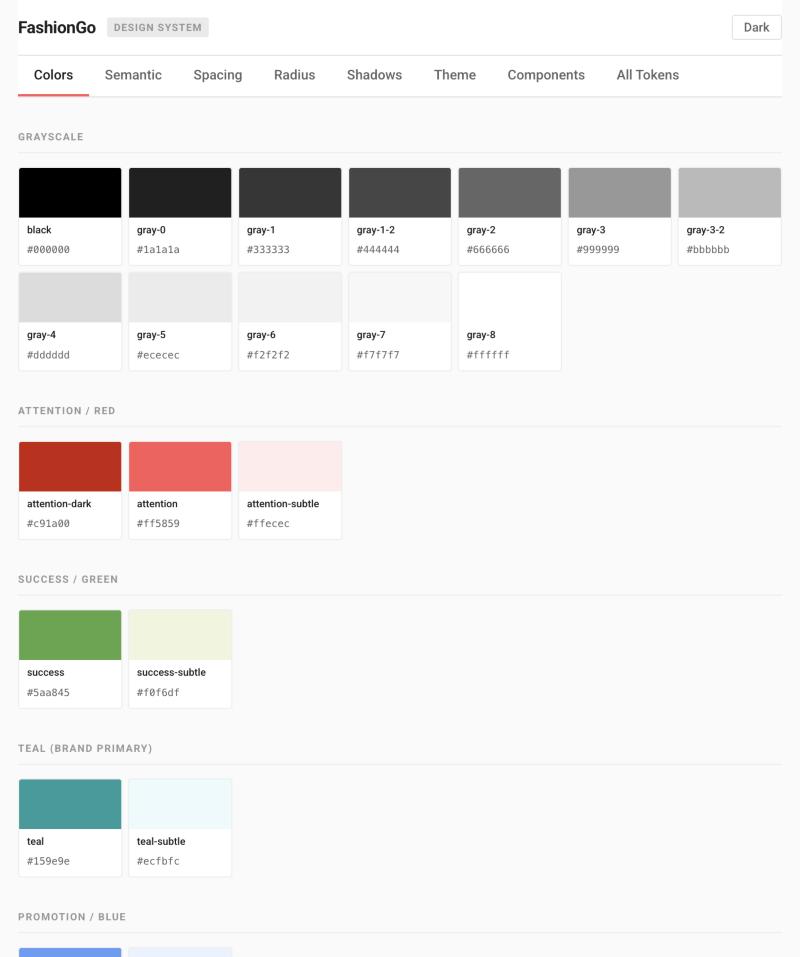 FashionGo DESIGN SYSTEM Dark
Colors Semantic Spacing Radius Shadows Theme Components All Tokens
GRAYSCALE
black gray-0 gray-1 gray-1-2 gray-2 gray-3 gray-3-2
#000000 #1a1a1a #333333 #444444 #666666 #999999 #bbbbbb
gray-4 gray-5 gray-6 gray-7 gray-8
#dddddd #ececec #f2f2f2 #f7f7f7 #ffffff
ATTENTION / RED
attention-dark attention attention-subtle
#c91a00 #ff5859 #ffecec
SUCCESS / GREEN
success success-subtle
#5aa845 #f0f6df
TEAL (BRAND PRIMARY)
teal teal-subtle
#159e9e #ecfbfc
PROMOTION / BLUE